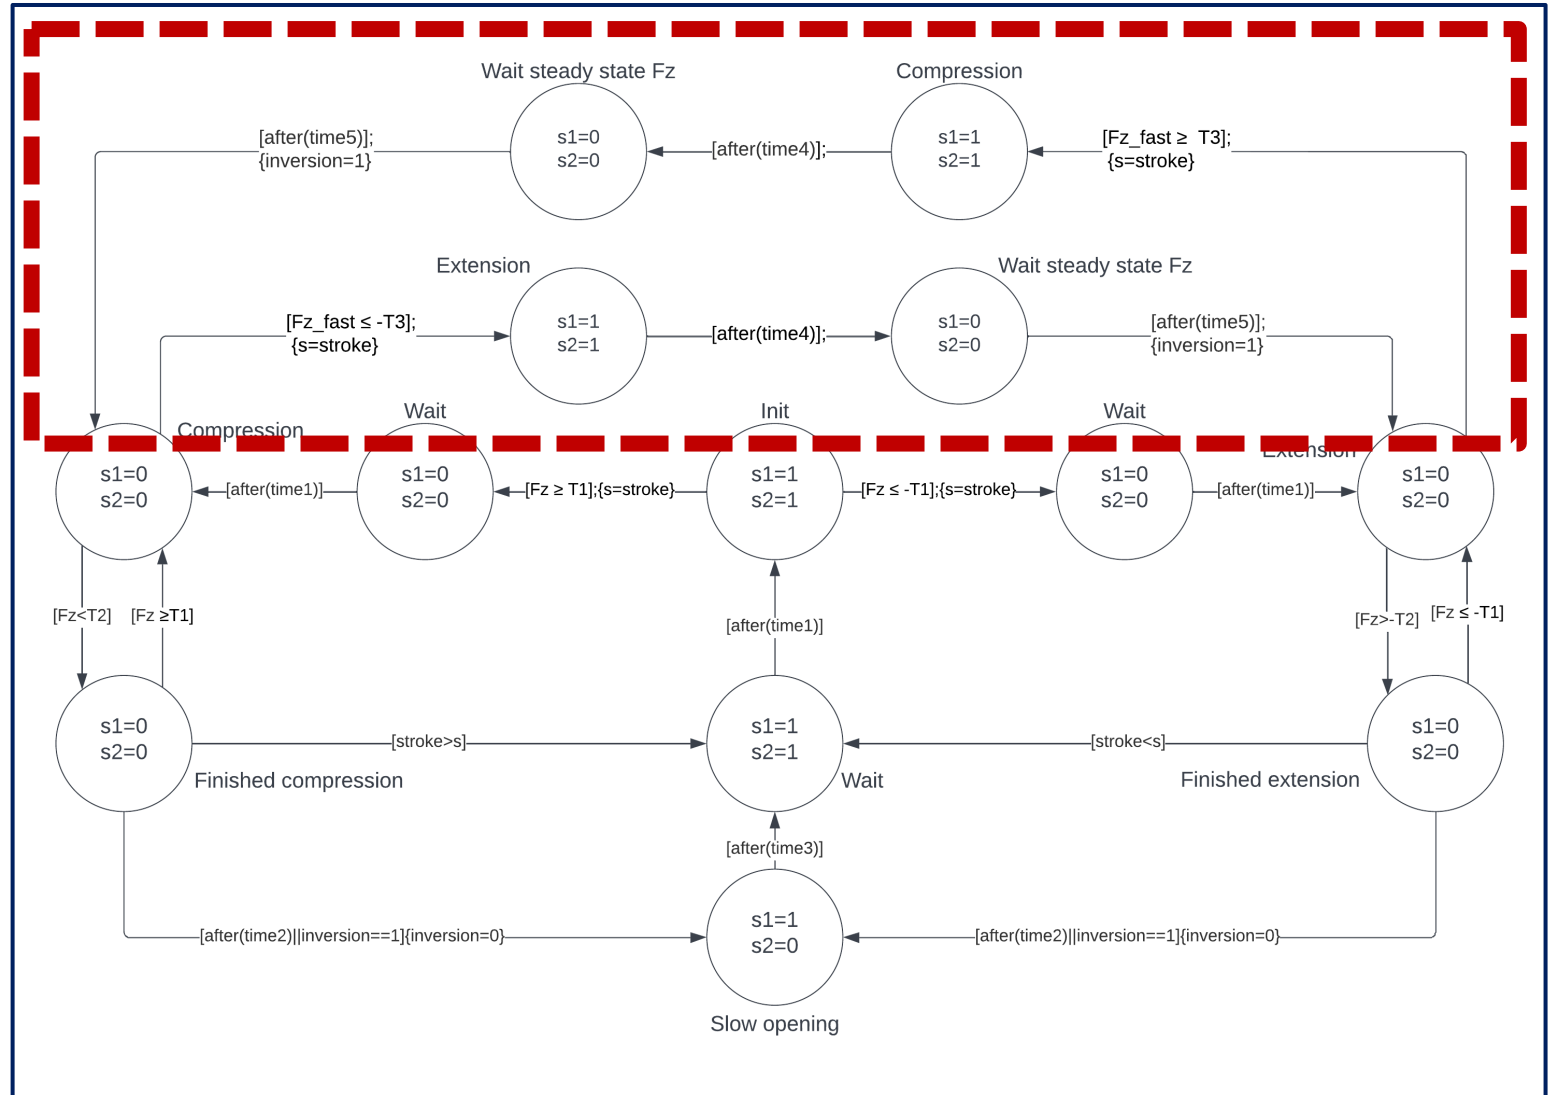 Wait steady state Fz
Compression
s1=0
s2=0
s1=1
s2=1
[after(time5)];
{inversion=1}
[after(time4)];
[Fz_fast ≥  T3];
{s=stroke}
Extension
Wait steady state Fz
s1=1
s2=1
s1=0
s2=0
[Fz_fast ≤ -T3];
{s=stroke}
[after(time4)];
[after(time5)];
{inversion=1}
Compression
Wait
Init
Wait
Extension
s1=0
s2=0
[after(time1)]
s1=0
s2=0
[Fz ≥ T1];{s=stroke}
s1=1
s2=1
[Fz ≤ -T1];{s=stroke}
s1=0
s2=0
[after(time1)]
s1=0
s2=0
[Fz<T2]
[Fz ≥T1]
[after(time1)]
[Fz>-T2]
[Fz ≤ -T1]
s1=0
s2=0
[stroke>s]
s1=1
s2=1
[stroke<s]
s1=0
s2=0
Finished compression
Wait
Finished extension
[after(time3)]
[after(time2)||inversion==1]{inversion=0}
s1=1
s2=0
[after(time2)||inversion==1]{inversion=0}
Slow opening